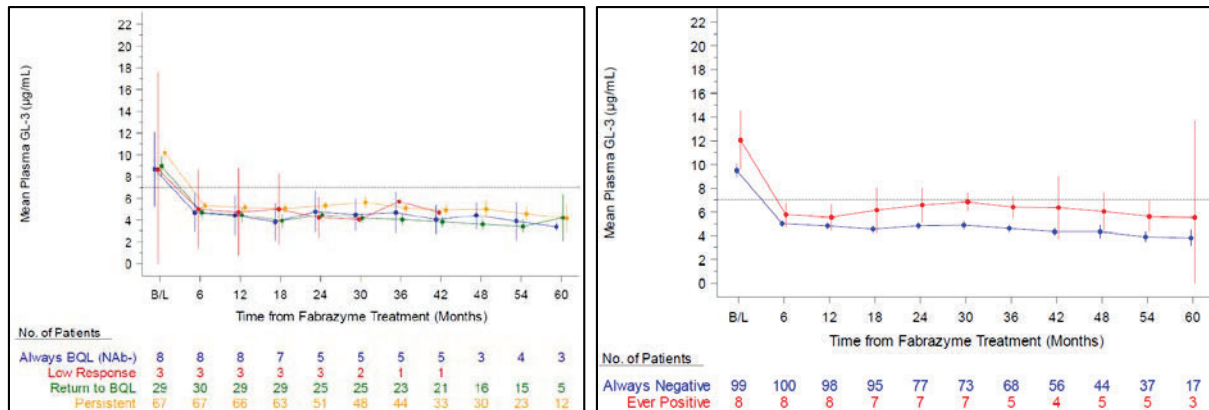 Mean Plasma GL-3 (µg/mL)
22
20
18
16
14
12
10
8
6
4
2
0
B/L 6 12 18 24 30 36 42 48 54 60
Time from Fabrazyme Treatment (Months)
No. of Patients
Always BQL (NAb-) 8 8 8 7 5 5 5 5 3 4 3
Low Response 3 3 3 3 3 2 1 1
Return to BQL 29 30 29 29 25 25 23 21 16 15 5
Persistent 67 67 66 63 51 48 44 33 30 23 12
Mean Plasma GL-3 (µg/mL)
22
20
18
16
14
12
10
8
6
4
2
0
B/L 6 12 18 24 30 36 42 48 54 60
Time from Fabrazyme Treatment (Months)
No. of Patients
Always Negative 99 100 98 95 77 73 68 56 44 37 17
Ever Positive 8 8 8 7 7 7 5 4 5 5 3